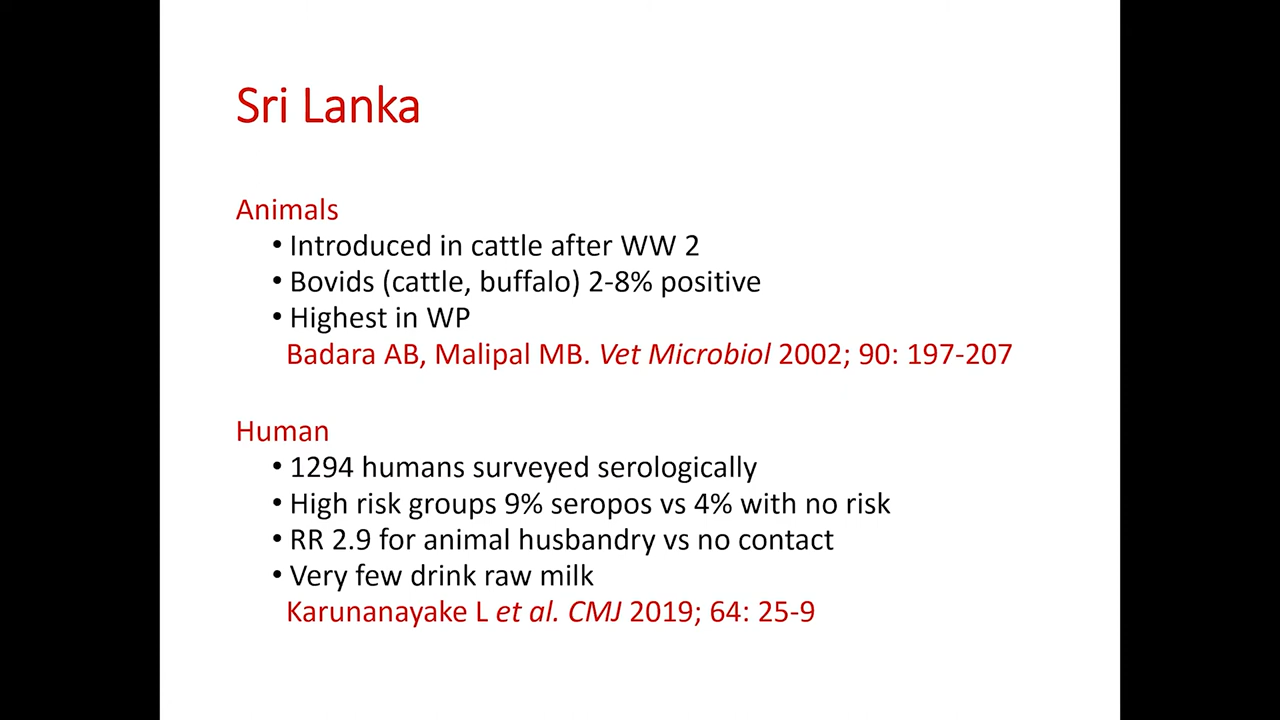 Sri Lanka
Animals
• Introduced in cattle after WW 2
• Bovids (cattle, buffalo) 2-8% positive
• Highest in WP
Badara AB, Malipal MB. Vet Microbiol 2002; 90: 197-207
Human
• 1294 humans surveyed serologically
• High risk groups 9% seropos vs 4% with no risk
• RR 2.9 for animal husbandry vs no contact
• Very few drink raw milk
Karunanayake L et al. CMJ 2019; 64: 25-9